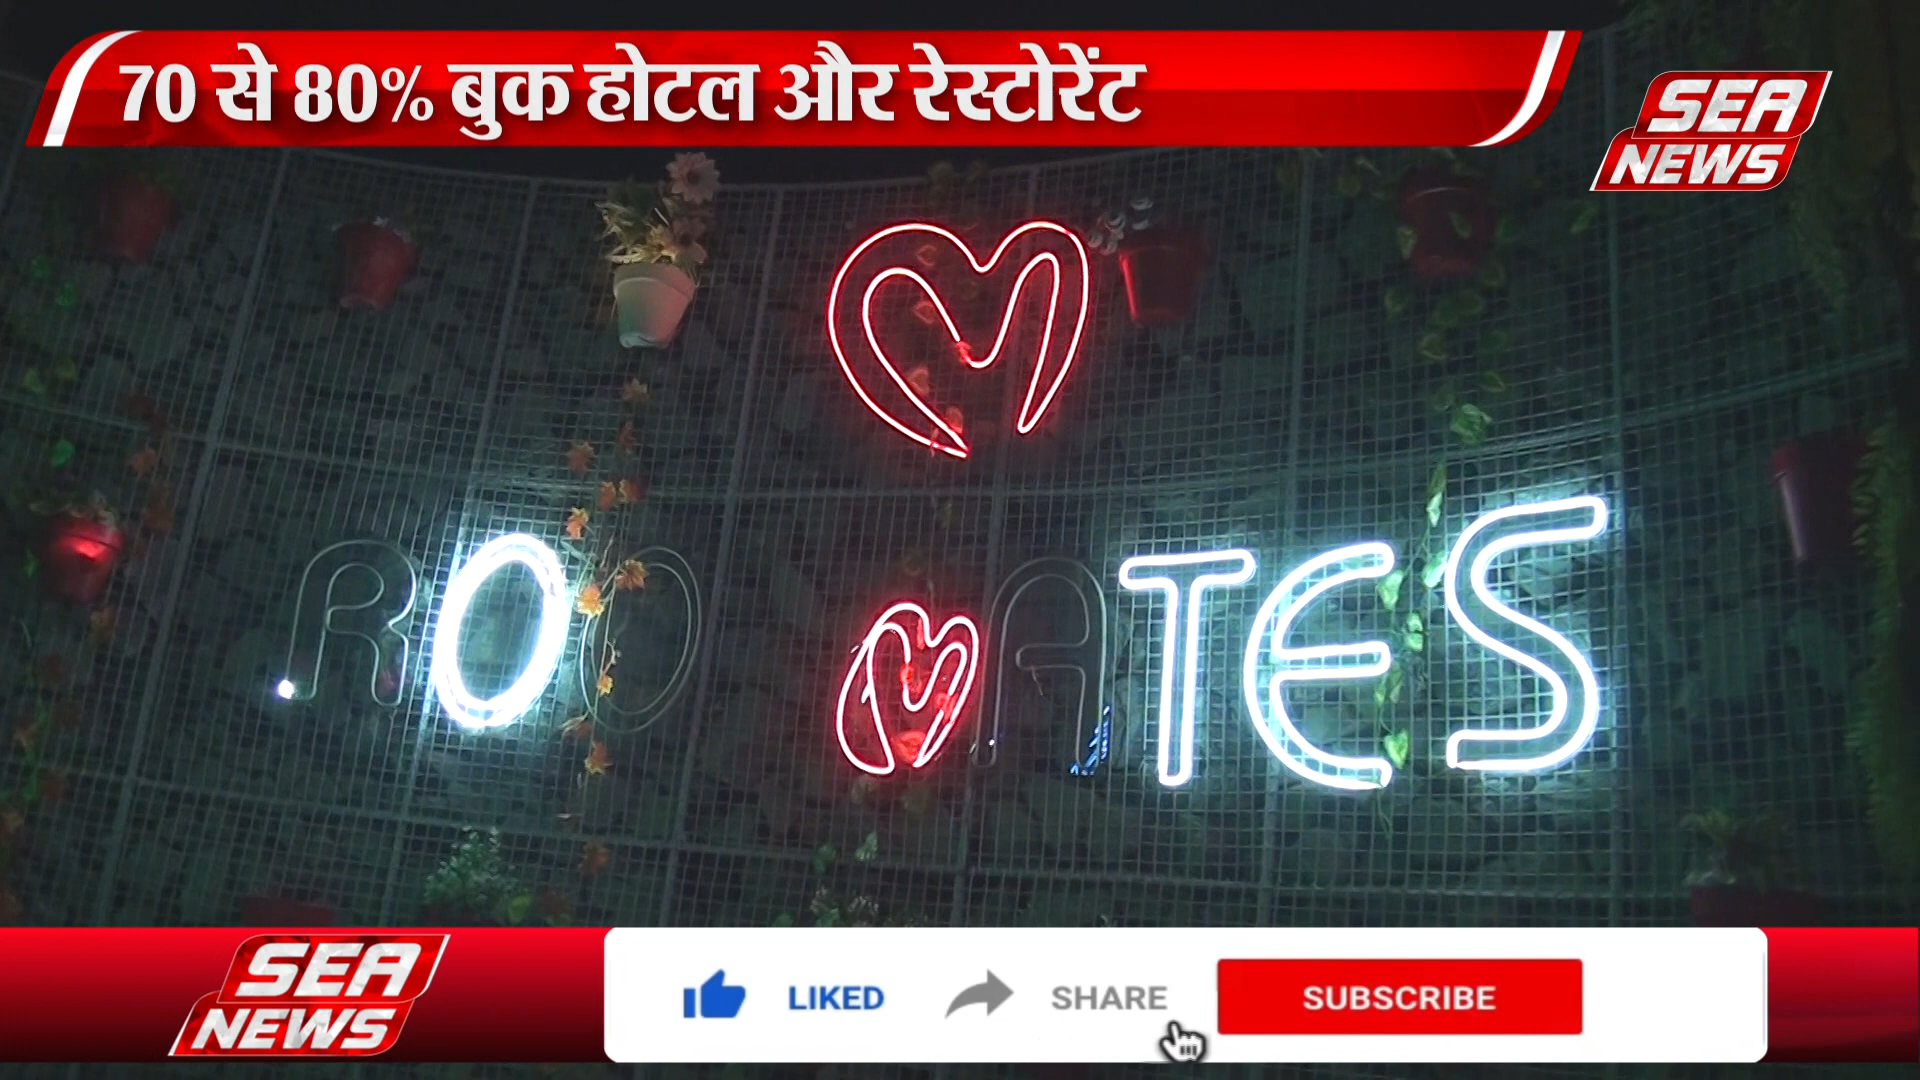 70 से 80% बुक होटल और रेस्टोरेंट
SEA
NEWS
ROOMATES
SEA
NEWS
LIKED
SHARE
SUBSCRIBE